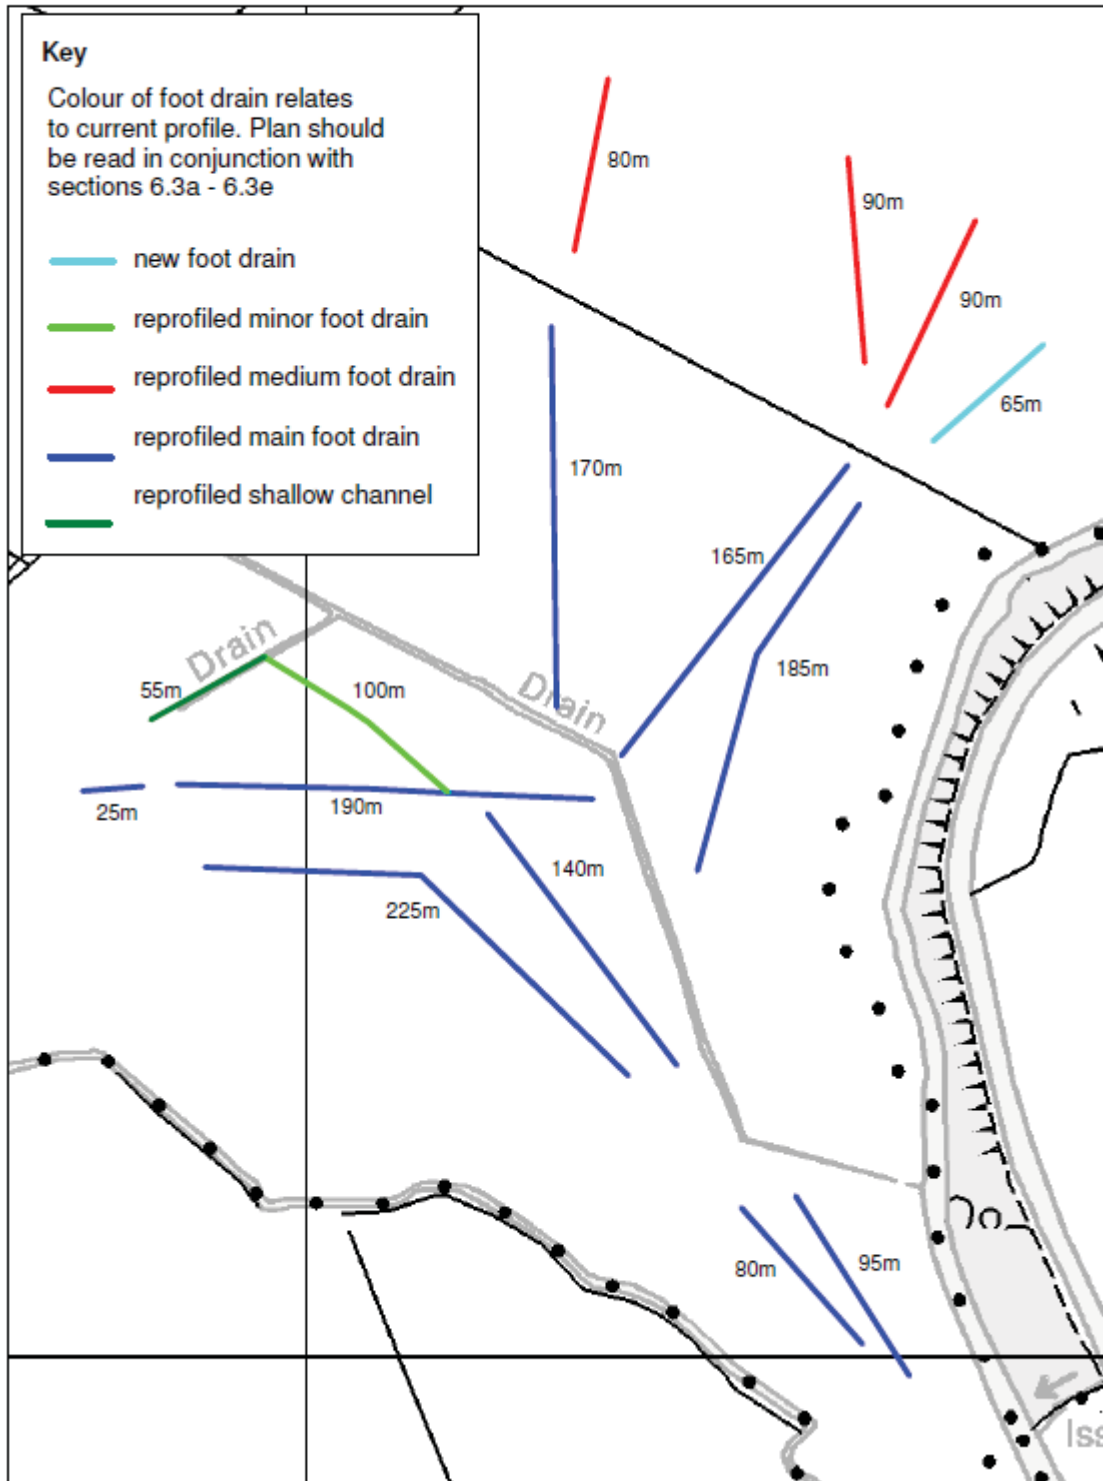 Key
Colour of foot drain relates
to current profile. Plan should
be read in conjunction with
sections 6.3a - 6.3e
new foot drain
reprofiled minor foot drain
reprofiled medium foot drain
reprofiled main foot drain
reprofiled shallow channel
80m
90m
90m
65m
170m
165m
185m
Drain
Drain
55m
100m
25m
190m
140m
225m
80m
95m
Iss